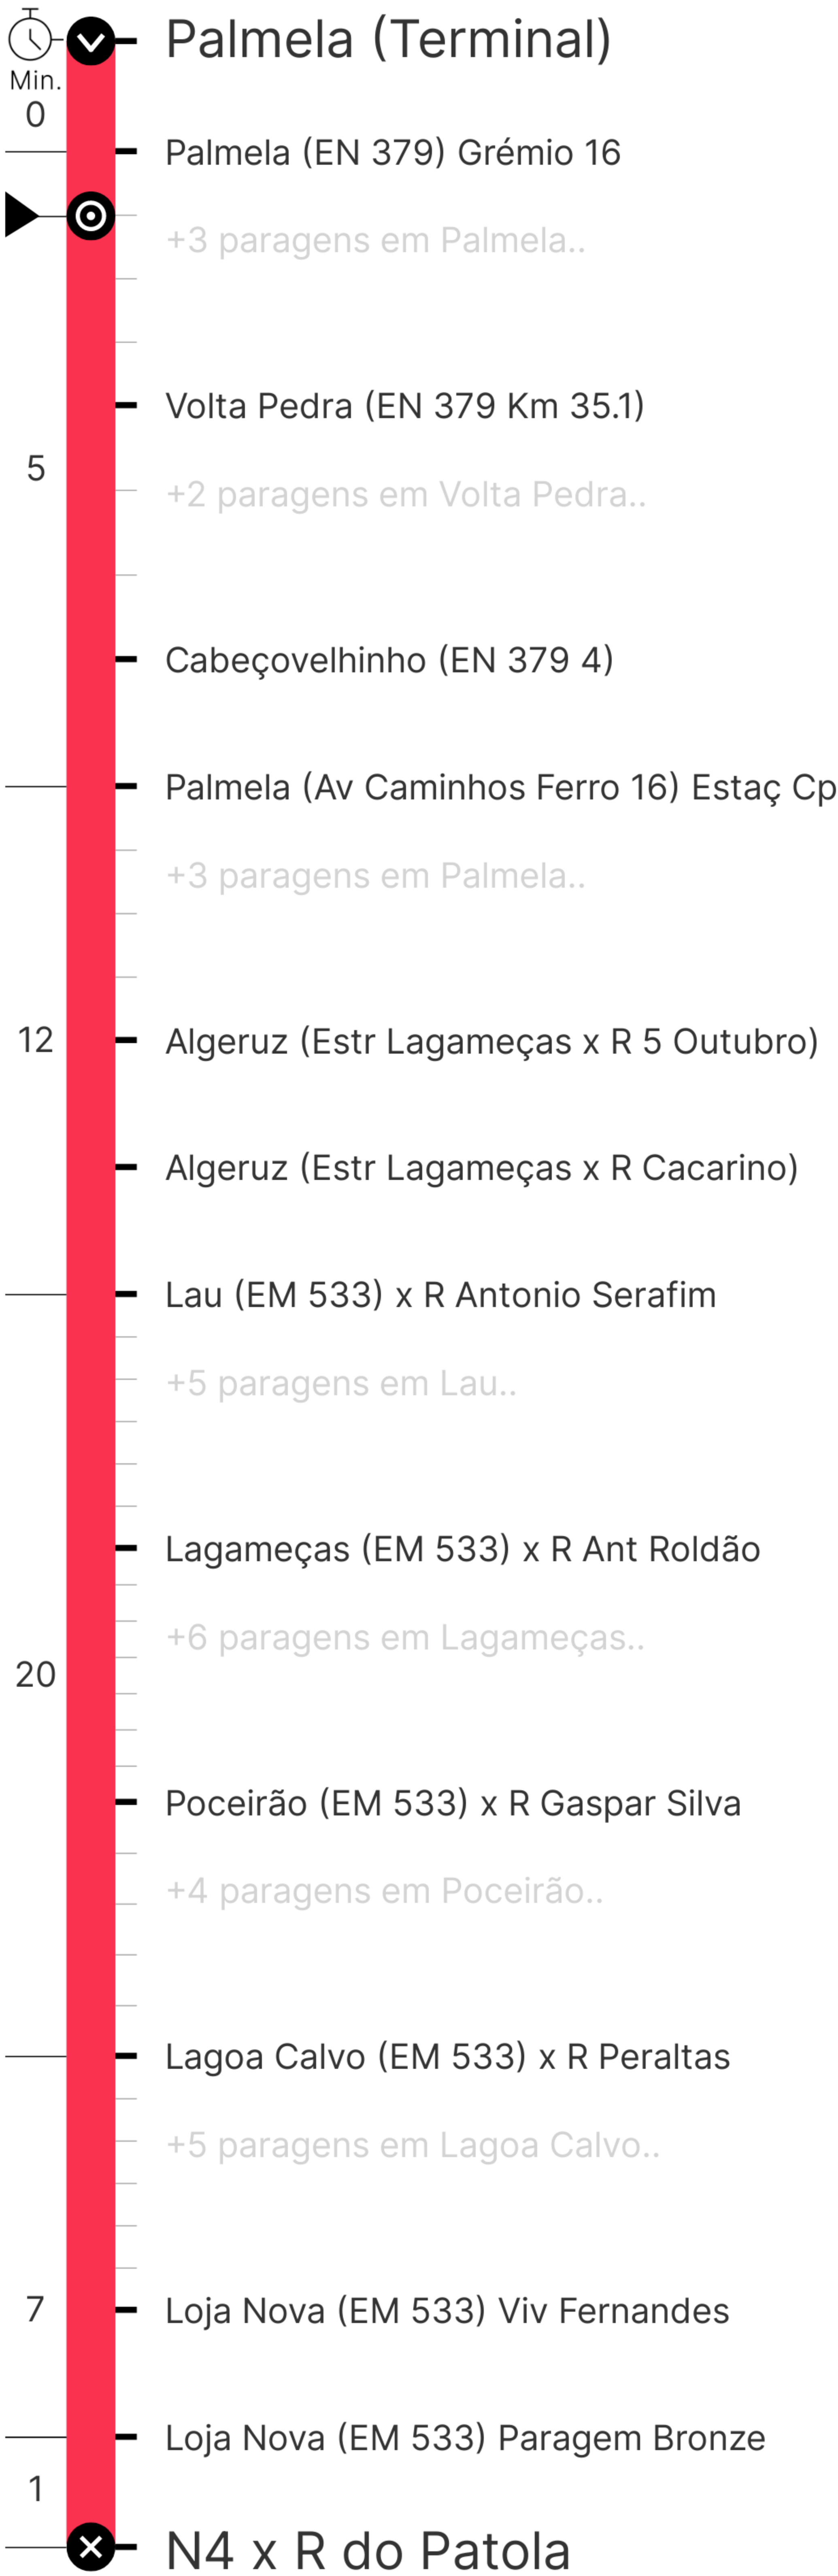 Palmela (Terminal)
Min.
0
Palmela (EN 379) Grémio 16
+3 paragens em Palmela..
Volta Pedra (EN 379 Km 35.1)
5
+2 paragens em Volta Pedra..
Cabeçovelhinho (EN 379 4)
Palmela (Av Caminhos Ferro 16) Estaç Cp
+3 paragens em Palmela..
12
Algeruz (Estr Lagameças x R 5 Outubro)
Algeruz (Estr Lagameças x R Cacarino)
Lau (EM 533) x R Antonio Serafim
+5 paragens em Lau..
Lagameças (EM 533) x R Ant Roldão
+6 paragens em Lagameças..
20
Poceirão (EM 533) x R Gaspar Silva
+4 paragens em Poceirão..
Lagoa Calvo (EM 533) x R Peraltas
+5 paragens em Lagoa Calvo..
7
Loja Nova (EM 533) Viv Fernandes
Loja Nova (EM 533) Paragem Bronze
1
N4 x R do Patola